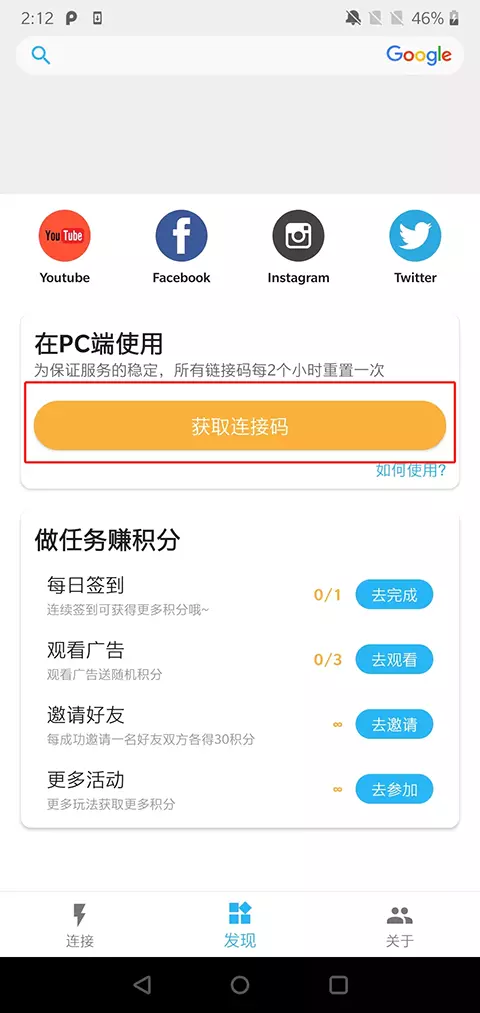 2:12
46%
Google
You Tube
Youtube
Facebook
Instagram
Twitter
在PC端使用
为保证服务的稳定，所有链接码每2个小时重置一次
获取连接码
如何使用?
做任务赚积分
每日签到
连续签到可获得更多积分哦~
0/1
去完成
观看广告
观看广告送随机积分
0/3
去观看
邀请好友
每成功邀请一名好友双方各得30积分
∞
去邀请
更多活动
更多玩法获取更多积分
∞
去参加
连接
发现
关于